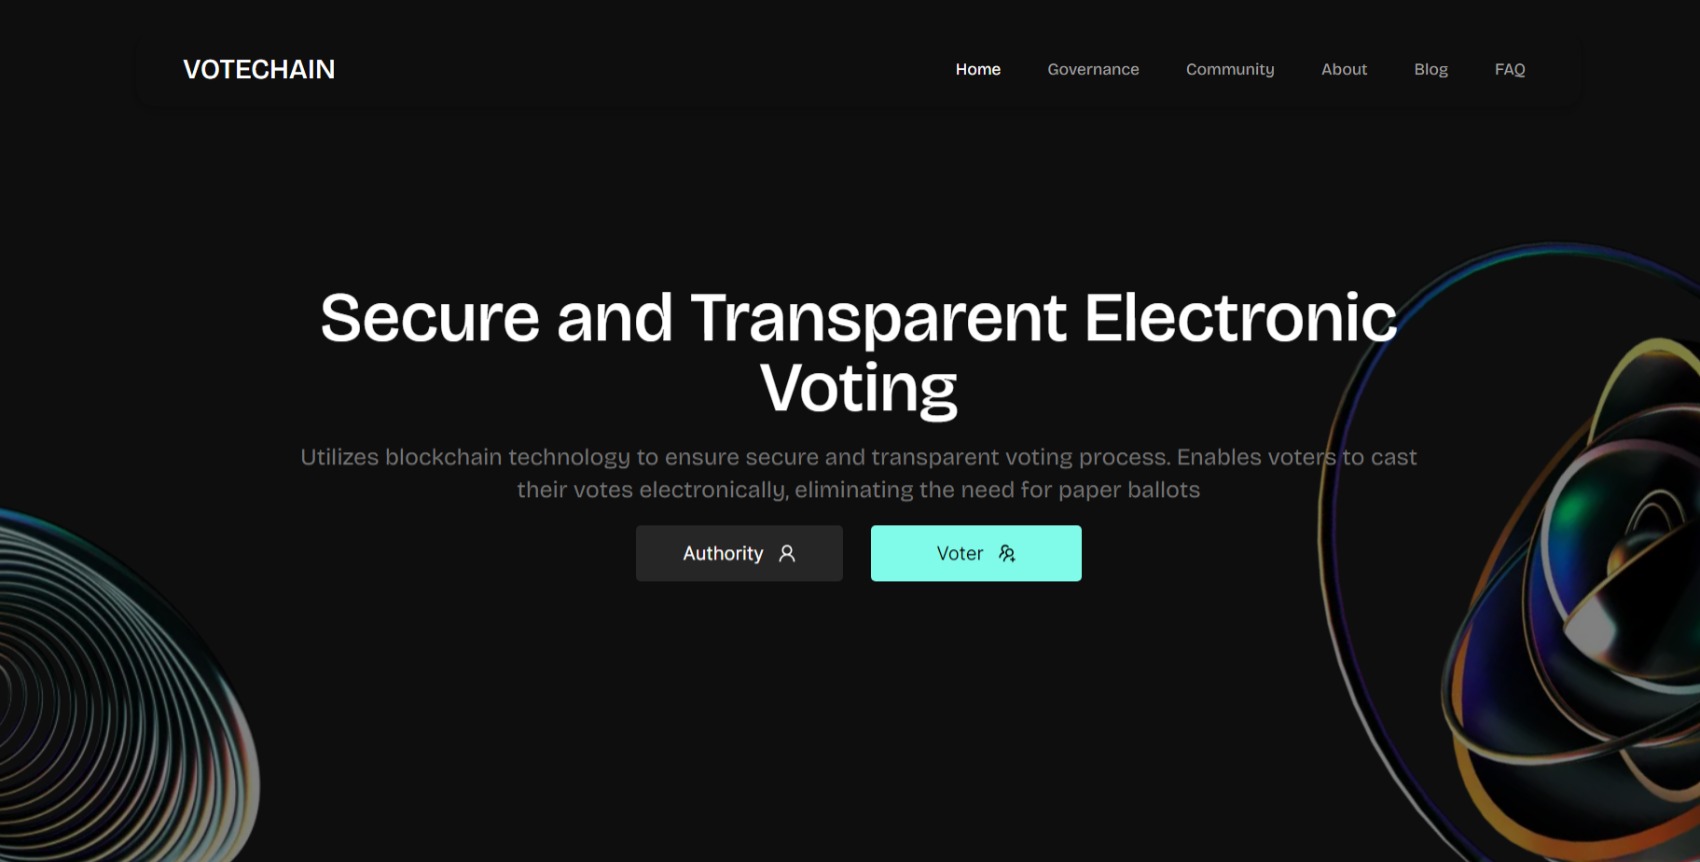 VOTECHAIN
Home Governance Community About Blog FAQ
Secure and Transparent Electronic
Voting
Utilizes blockchain technology to ensure secure and transparent voting process. Enables voters to cast
their votes electronically, eliminating the need for paper ballots
Authority Voter